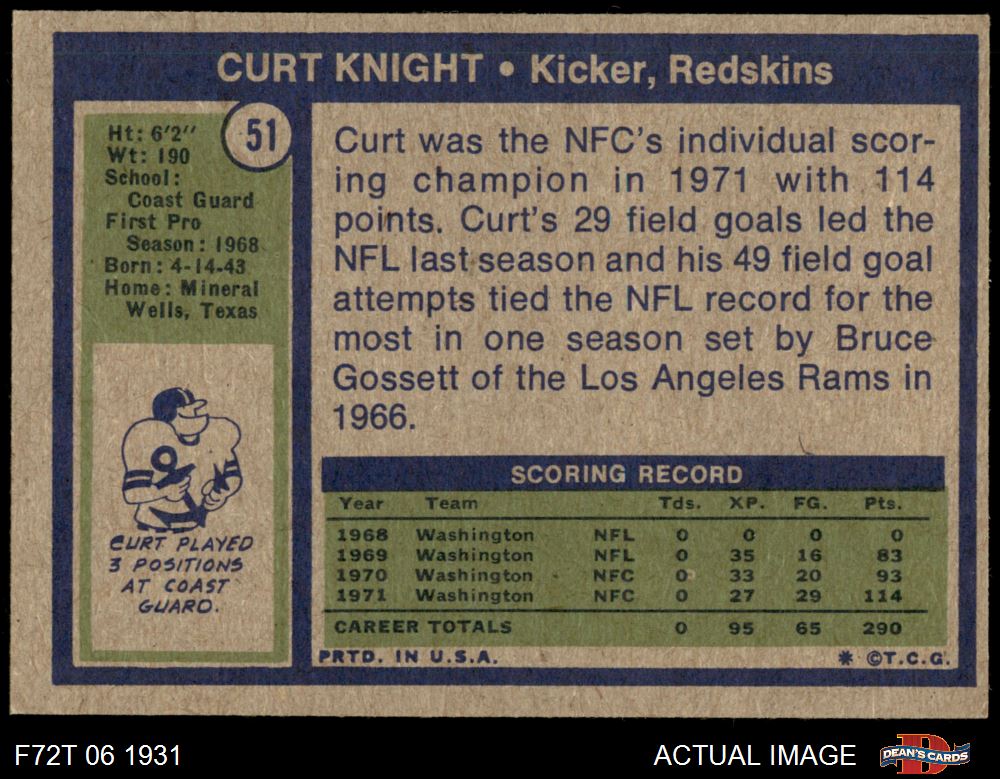 CURT KNIGHT • Kicker, Redskins
51
Ht: 6'2''
Wt: 190
School:
Coast Guard
First Pro
Season: 1968
Born: 4-14-43
Home: Mineral
Wells, Texas
CURT PLAYED
3 POSITIONS
AT COAST
GUARD.
Curt was the NFC's individual scor-
ing champion in 1971 with 114
points. Curt's 29 field goals led the
NFL last season and his 49 field goal
attempts tied the NFL record for the
most in one season set by Bruce
Gossett of the Los Angeles Rams in
1966.
SCORING RECORD
Year Team Tds. XP. FG. Pts.
1968 Washington NFL 0 0 0 0
1969 Washington NFL 0 35 16 83
1970 Washington NFC 0 33 20 93
1971 Washington NFC 0 27 29 114
CAREER TOTALS 0 95 65 290
PRTD. IN U.S.A. * ©T.C.G.
F72T 06 1931 ACTUAL IMAGE DEAN'S CARDS